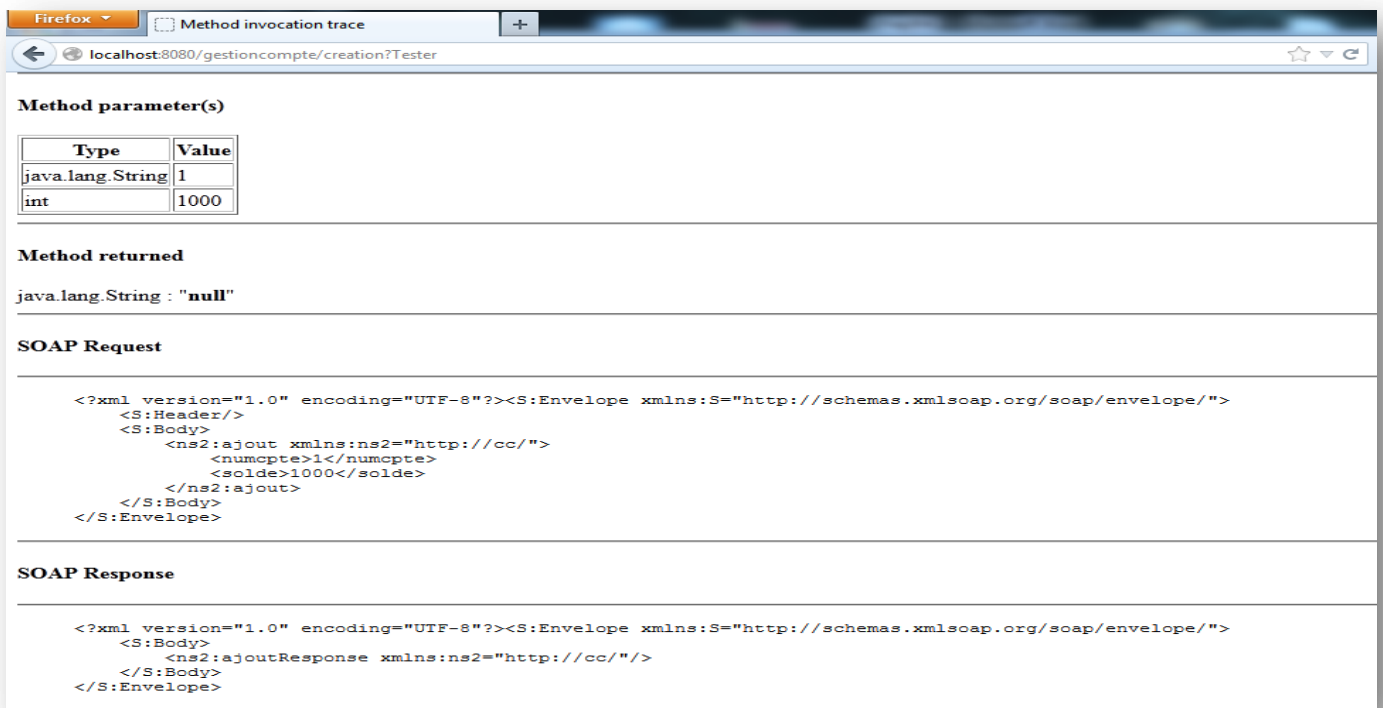 Firefox
Method invocation trace
localhost:8080/gestioncompte/creation?Tester
Method parameter(s)
Type Value
java.lang.String 1
int 1000
Method returned
java.lang.String : "null"
SOAP Request
<?xml version="1.0" encoding="UTF-8"?><S:Envelope xmlns:S="http://schemas.xmlsoap.org/soap/envelope/">
<S:Header/>
<S:Body>
<ns2:ajout xmlns:ns2="http://cc/">
<numcpte>1</numcpte>
<solde>1000</solde>
</ns2:ajout>
</S:Body>
</S:Envelope>
SOAP Response
<?xml version="1.0" encoding="UTF-8"?><S:Envelope xmlns:S="http://schemas.xmlsoap.org/soap/envelope/">
<S:Body>
<ns2:ajoutResponse xmlns:ns2="http://cc/"/>
</S:Body>
</S:Envelope>